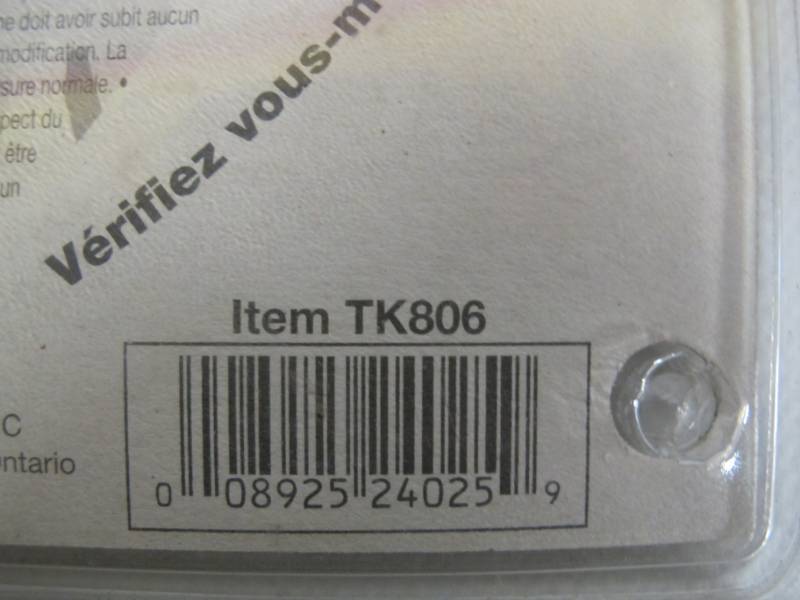 ne doit avoir subit aucun
modification. La
sure normale. •
pect du
être
un
Vérifiez vous-m
Item TK806
C
ntario
0 08925 24025 9